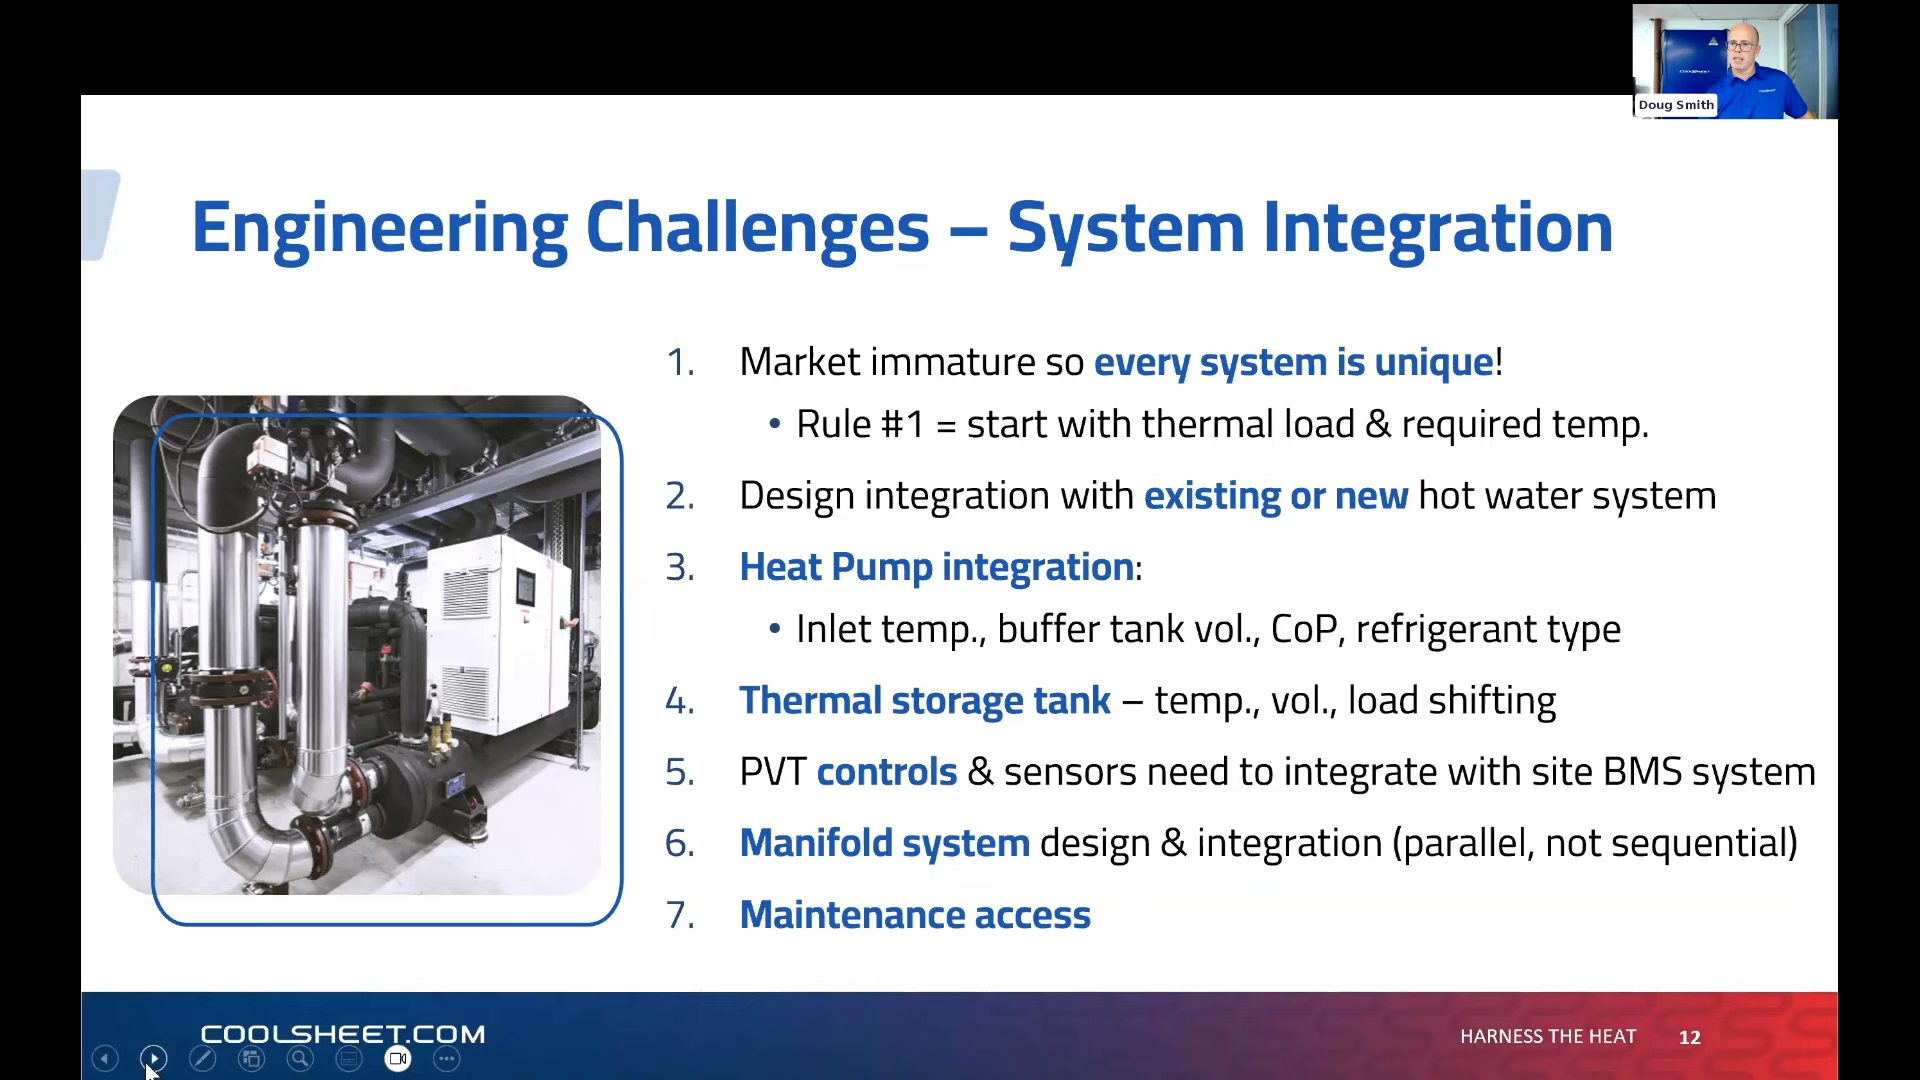 Doug Smith
Engineering Challenges – System Integration
1. Market immature so every system is unique!
• Rule #1 = start with thermal load & required temp.
2. Design integration with existing or new hot water system
3. Heat Pump integration:
• Inlet temp., buffer tank vol., CoP, refrigerant type
4. Thermal storage tank – temp., vol., load shifting
5. PVT controls & sensors need to integrate with site BMS system
6. Manifold system design & integration (parallel, not sequential)
7. Maintenance access
COOLSHEET.COM
HARNESS THE HEAT 12